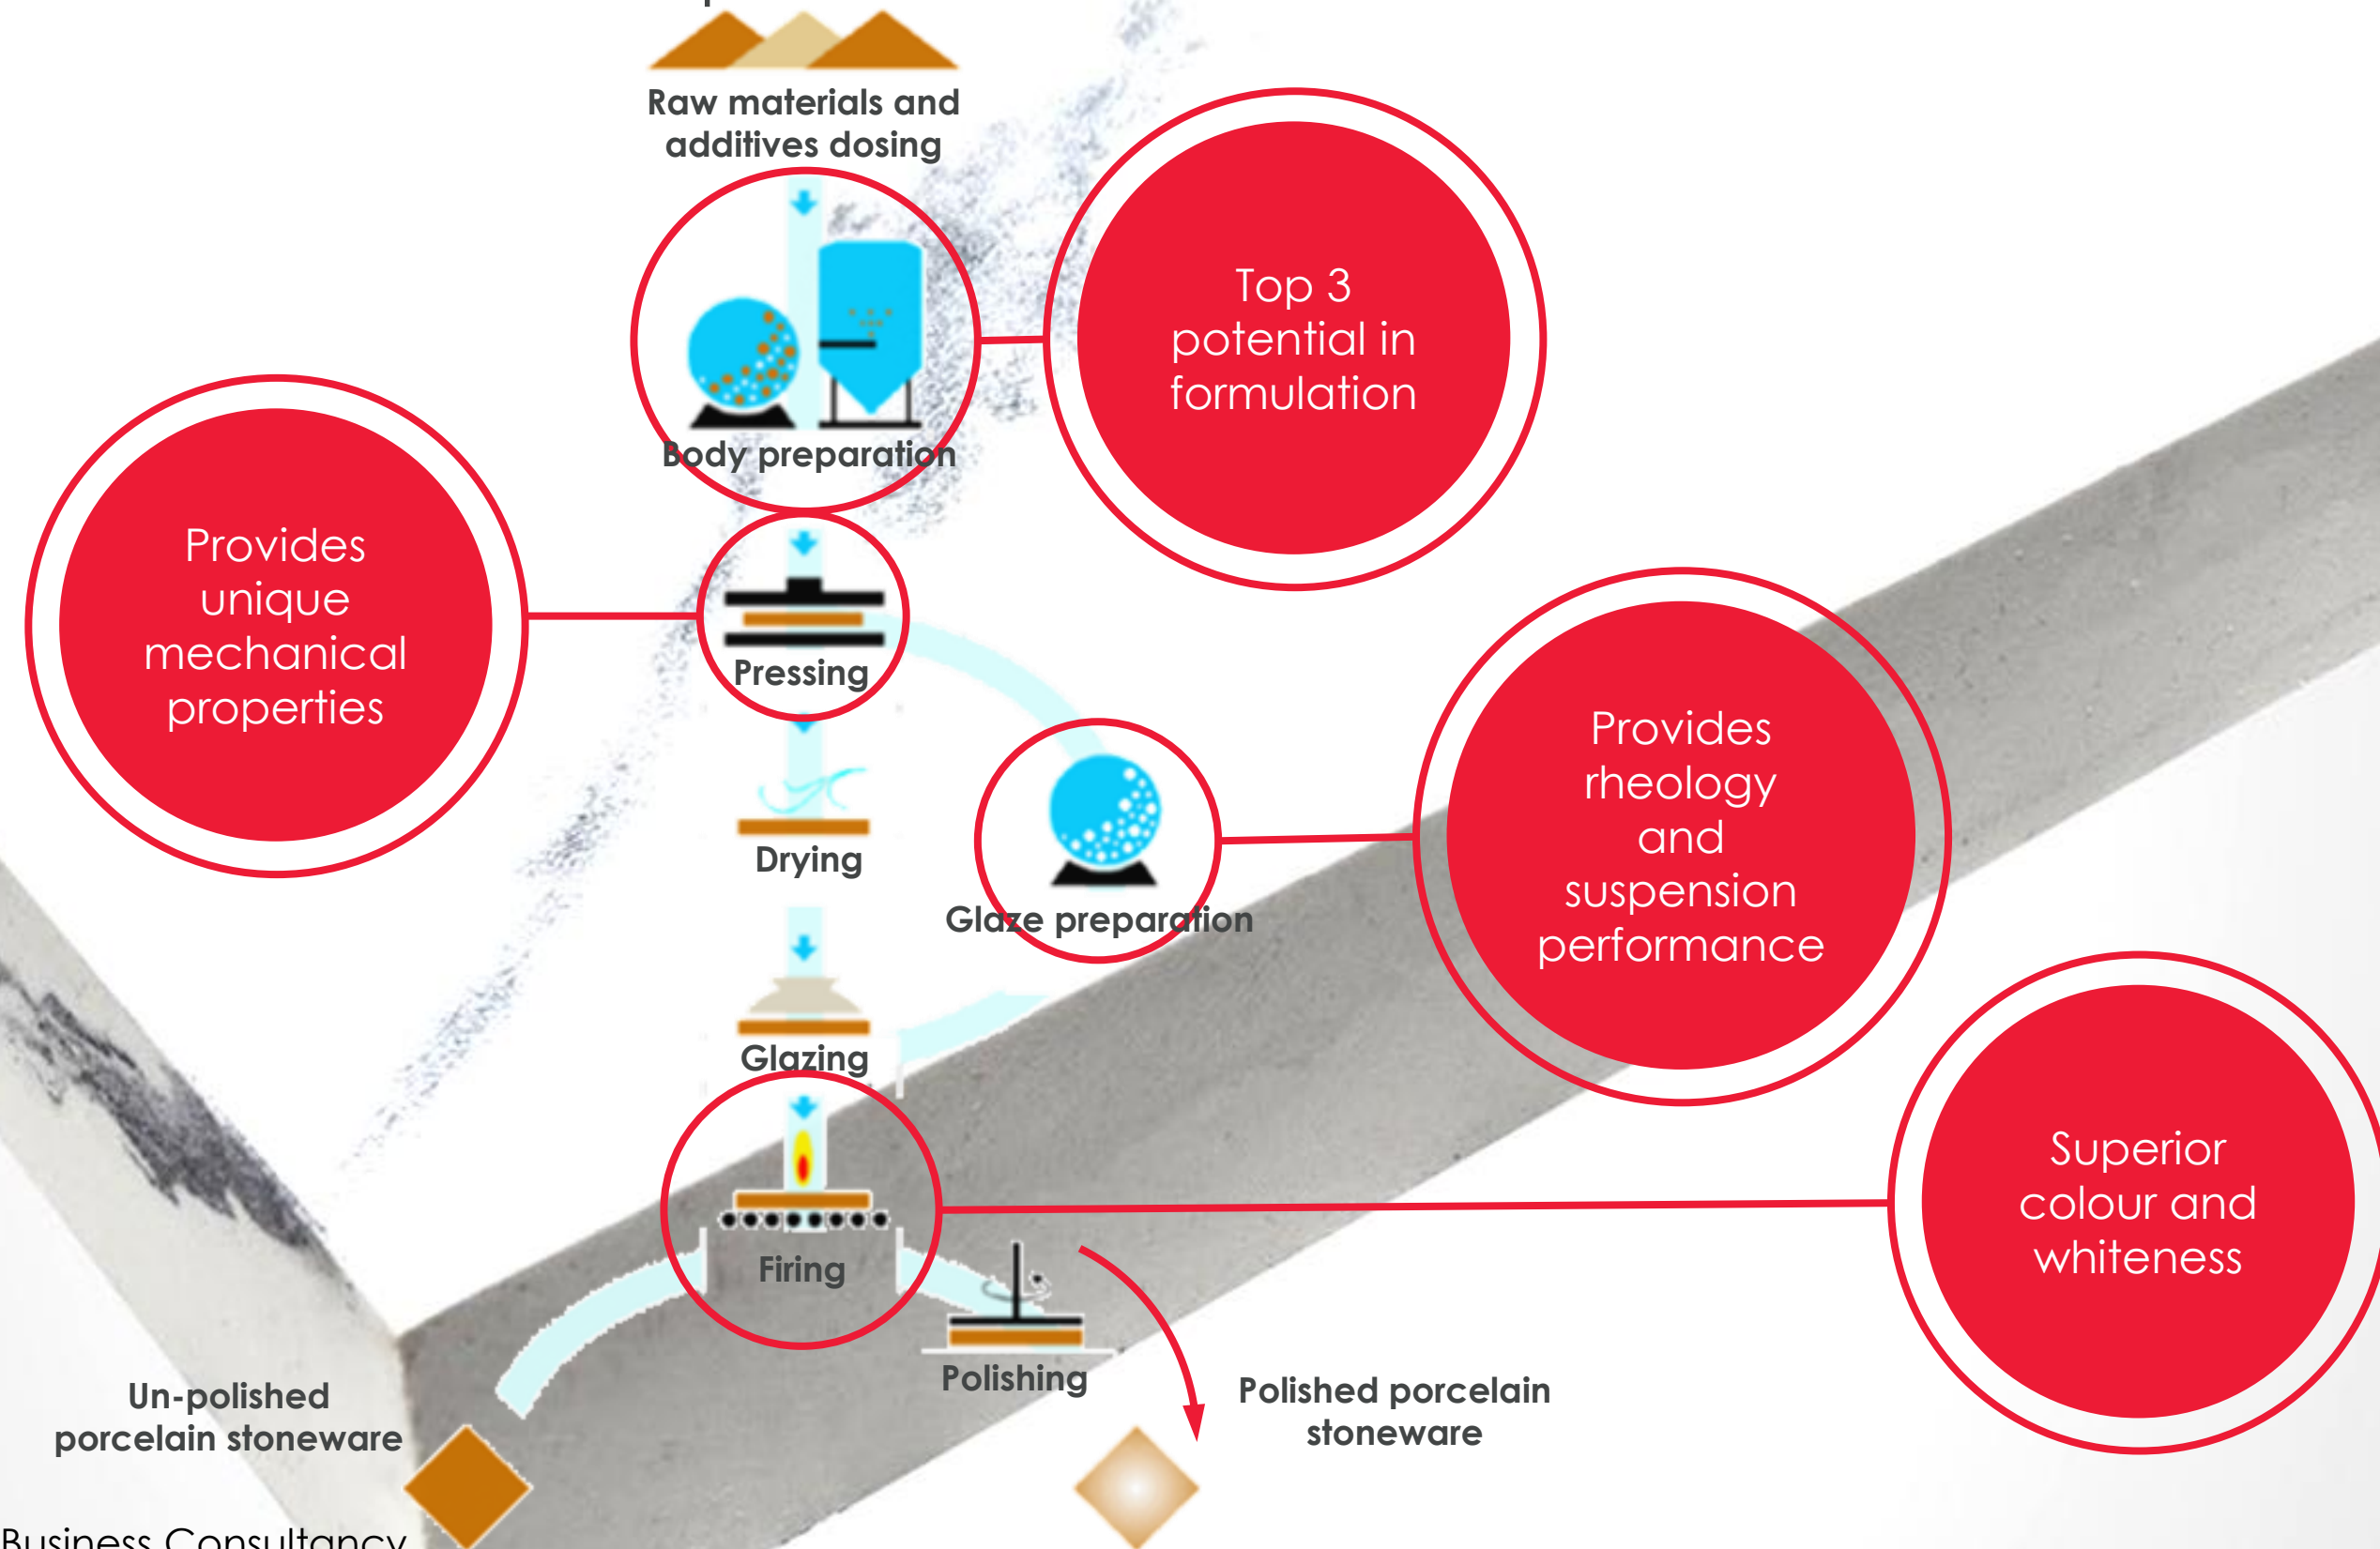 Raw materials and
additives dosing
Top 3
potential in
formulation
Body preparation
Provides
unique
mechanical
properties
Pressing
Provides
rheology
and
suspension
performance
Drying
Glaze preparation
Glazing
Superior
colour and
whiteness
Firing
Polishing
Un-polished
porcelain stoneware
Polished porcelain
stoneware
Business Consultancy